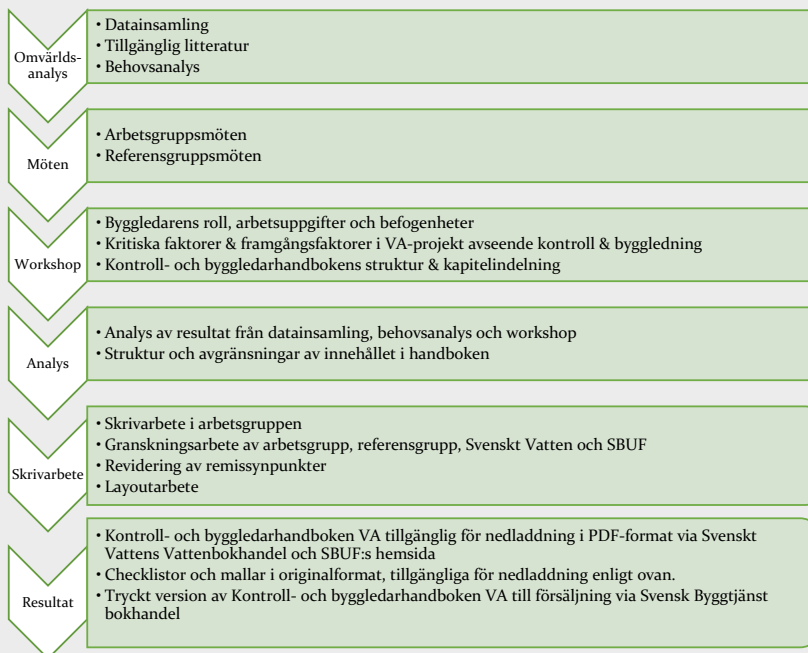 Omvärlds-
analys
• Datainsamling
• Tillgänglig litteratur
• Behovsanalys
Möten
• Arbetsgruppsmöten
• Referensgruppsmöten
Workshop
• Byggledarens roll, arbetsuppgifter och befogenheter
• Kritiska faktorer & framgångsfaktorer i VA-projekt avseende kontroll & byggledning
• Kontroll- och byggledarhandbokens struktur & kapitelindelning
Analys
• Analys av resultat från datainsamling, behovsanalys och workshop
• Struktur och avgränsningar av innehållet i handboken
Skrivarbete
• Skrivarbete i arbetsgruppen
• Granskningsarbete av arbetsgrupp, referensgrupp, Svenskt Vatten och SBUF
• Revidering av remissynpunkter
• Layoutarbete
Resultat
• Kontroll- och byggledarhandboken VA tillgänglig för nedladdning i PDF-format via Svenskt
Vattens Vattenbokhandel och SBUF:s hemsida
• Checklistor och mallar i originalformat, tillgängliga för nedladdning enligt ovan.
• Tryckt version av Kontroll- och byggledarhandboken VA till försäljning via Svensk Byggtjänst
bokhandel